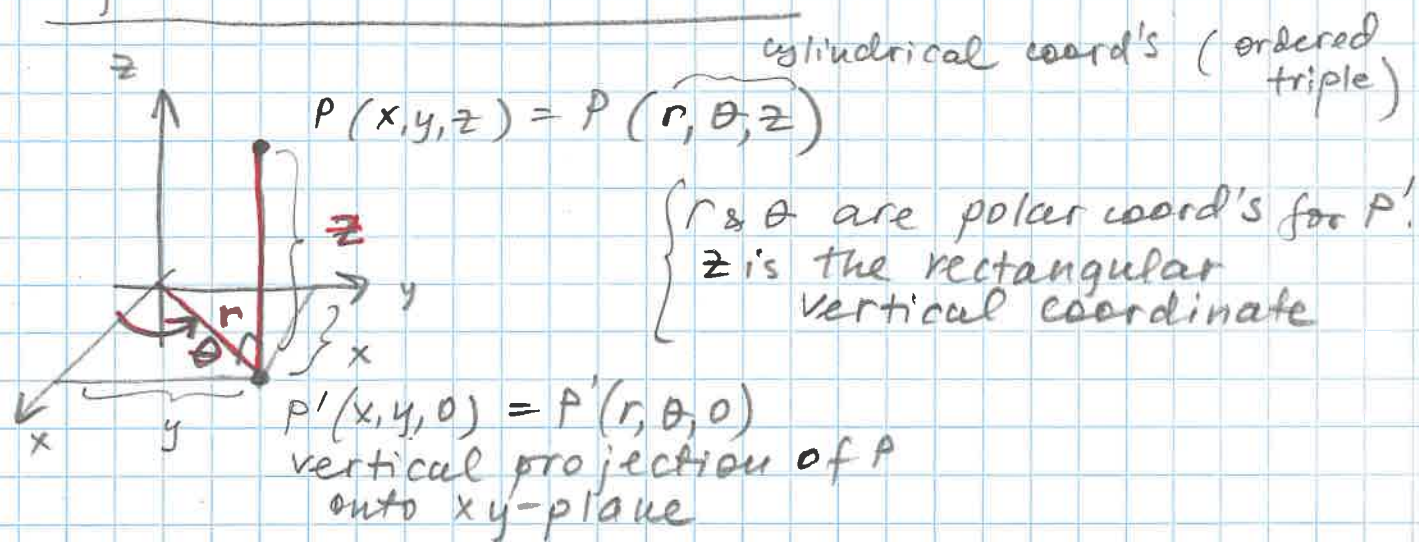 cylindrical coord's (ordered
triple)
z
P(x,y,z) = P(r,θ,z)
z
r & θ are polar coord's for P'.
z is the rectangular
vertical coordinate
y
r
θ
x
x
y
P'(x,y,0) = P'(r,θ,0)
vertical projection of P
onto xy-plane